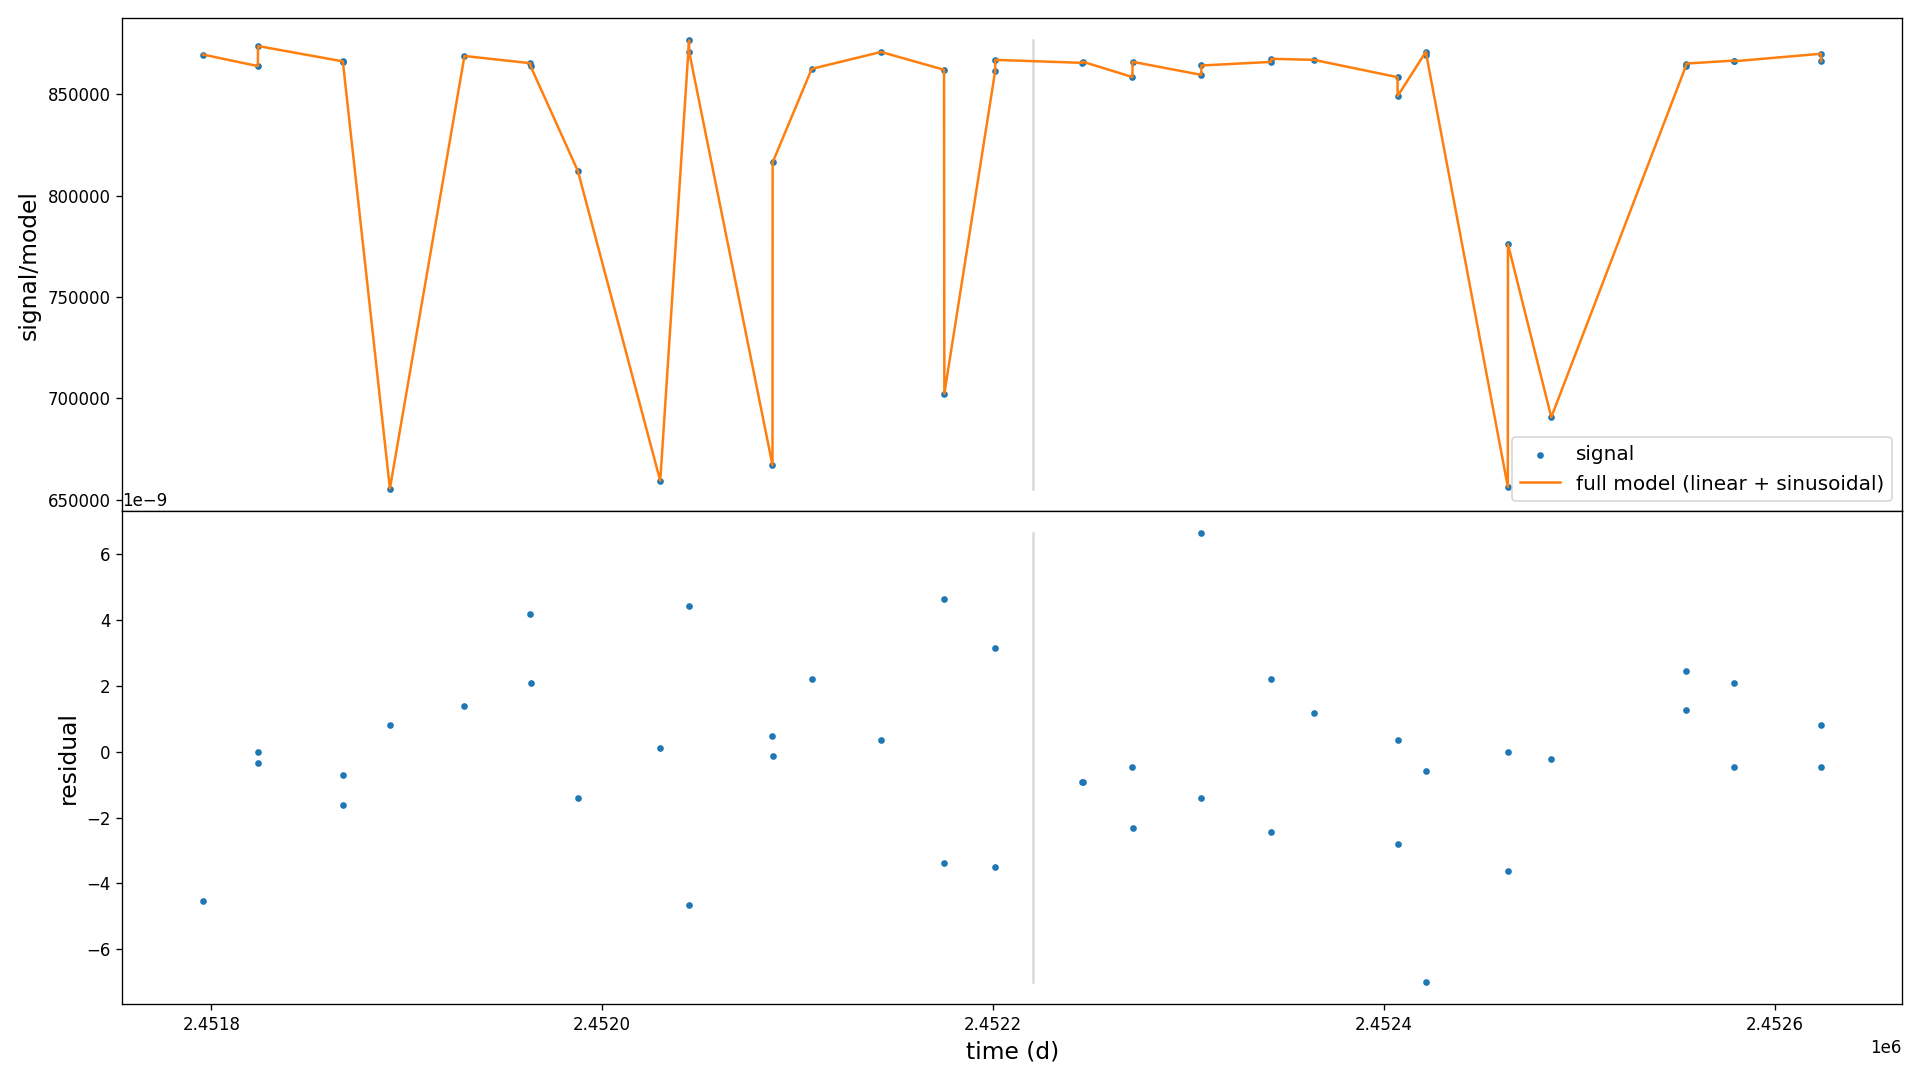 850000
800000
750000
700000
650000
signal/model
signal
full model (linear + sinusoidal)
1e−9
6
4
2
0
−2
−4
−6
residual
2.4518
2.4520
2.4522
2.4524
2.4526
time (d)
1e6